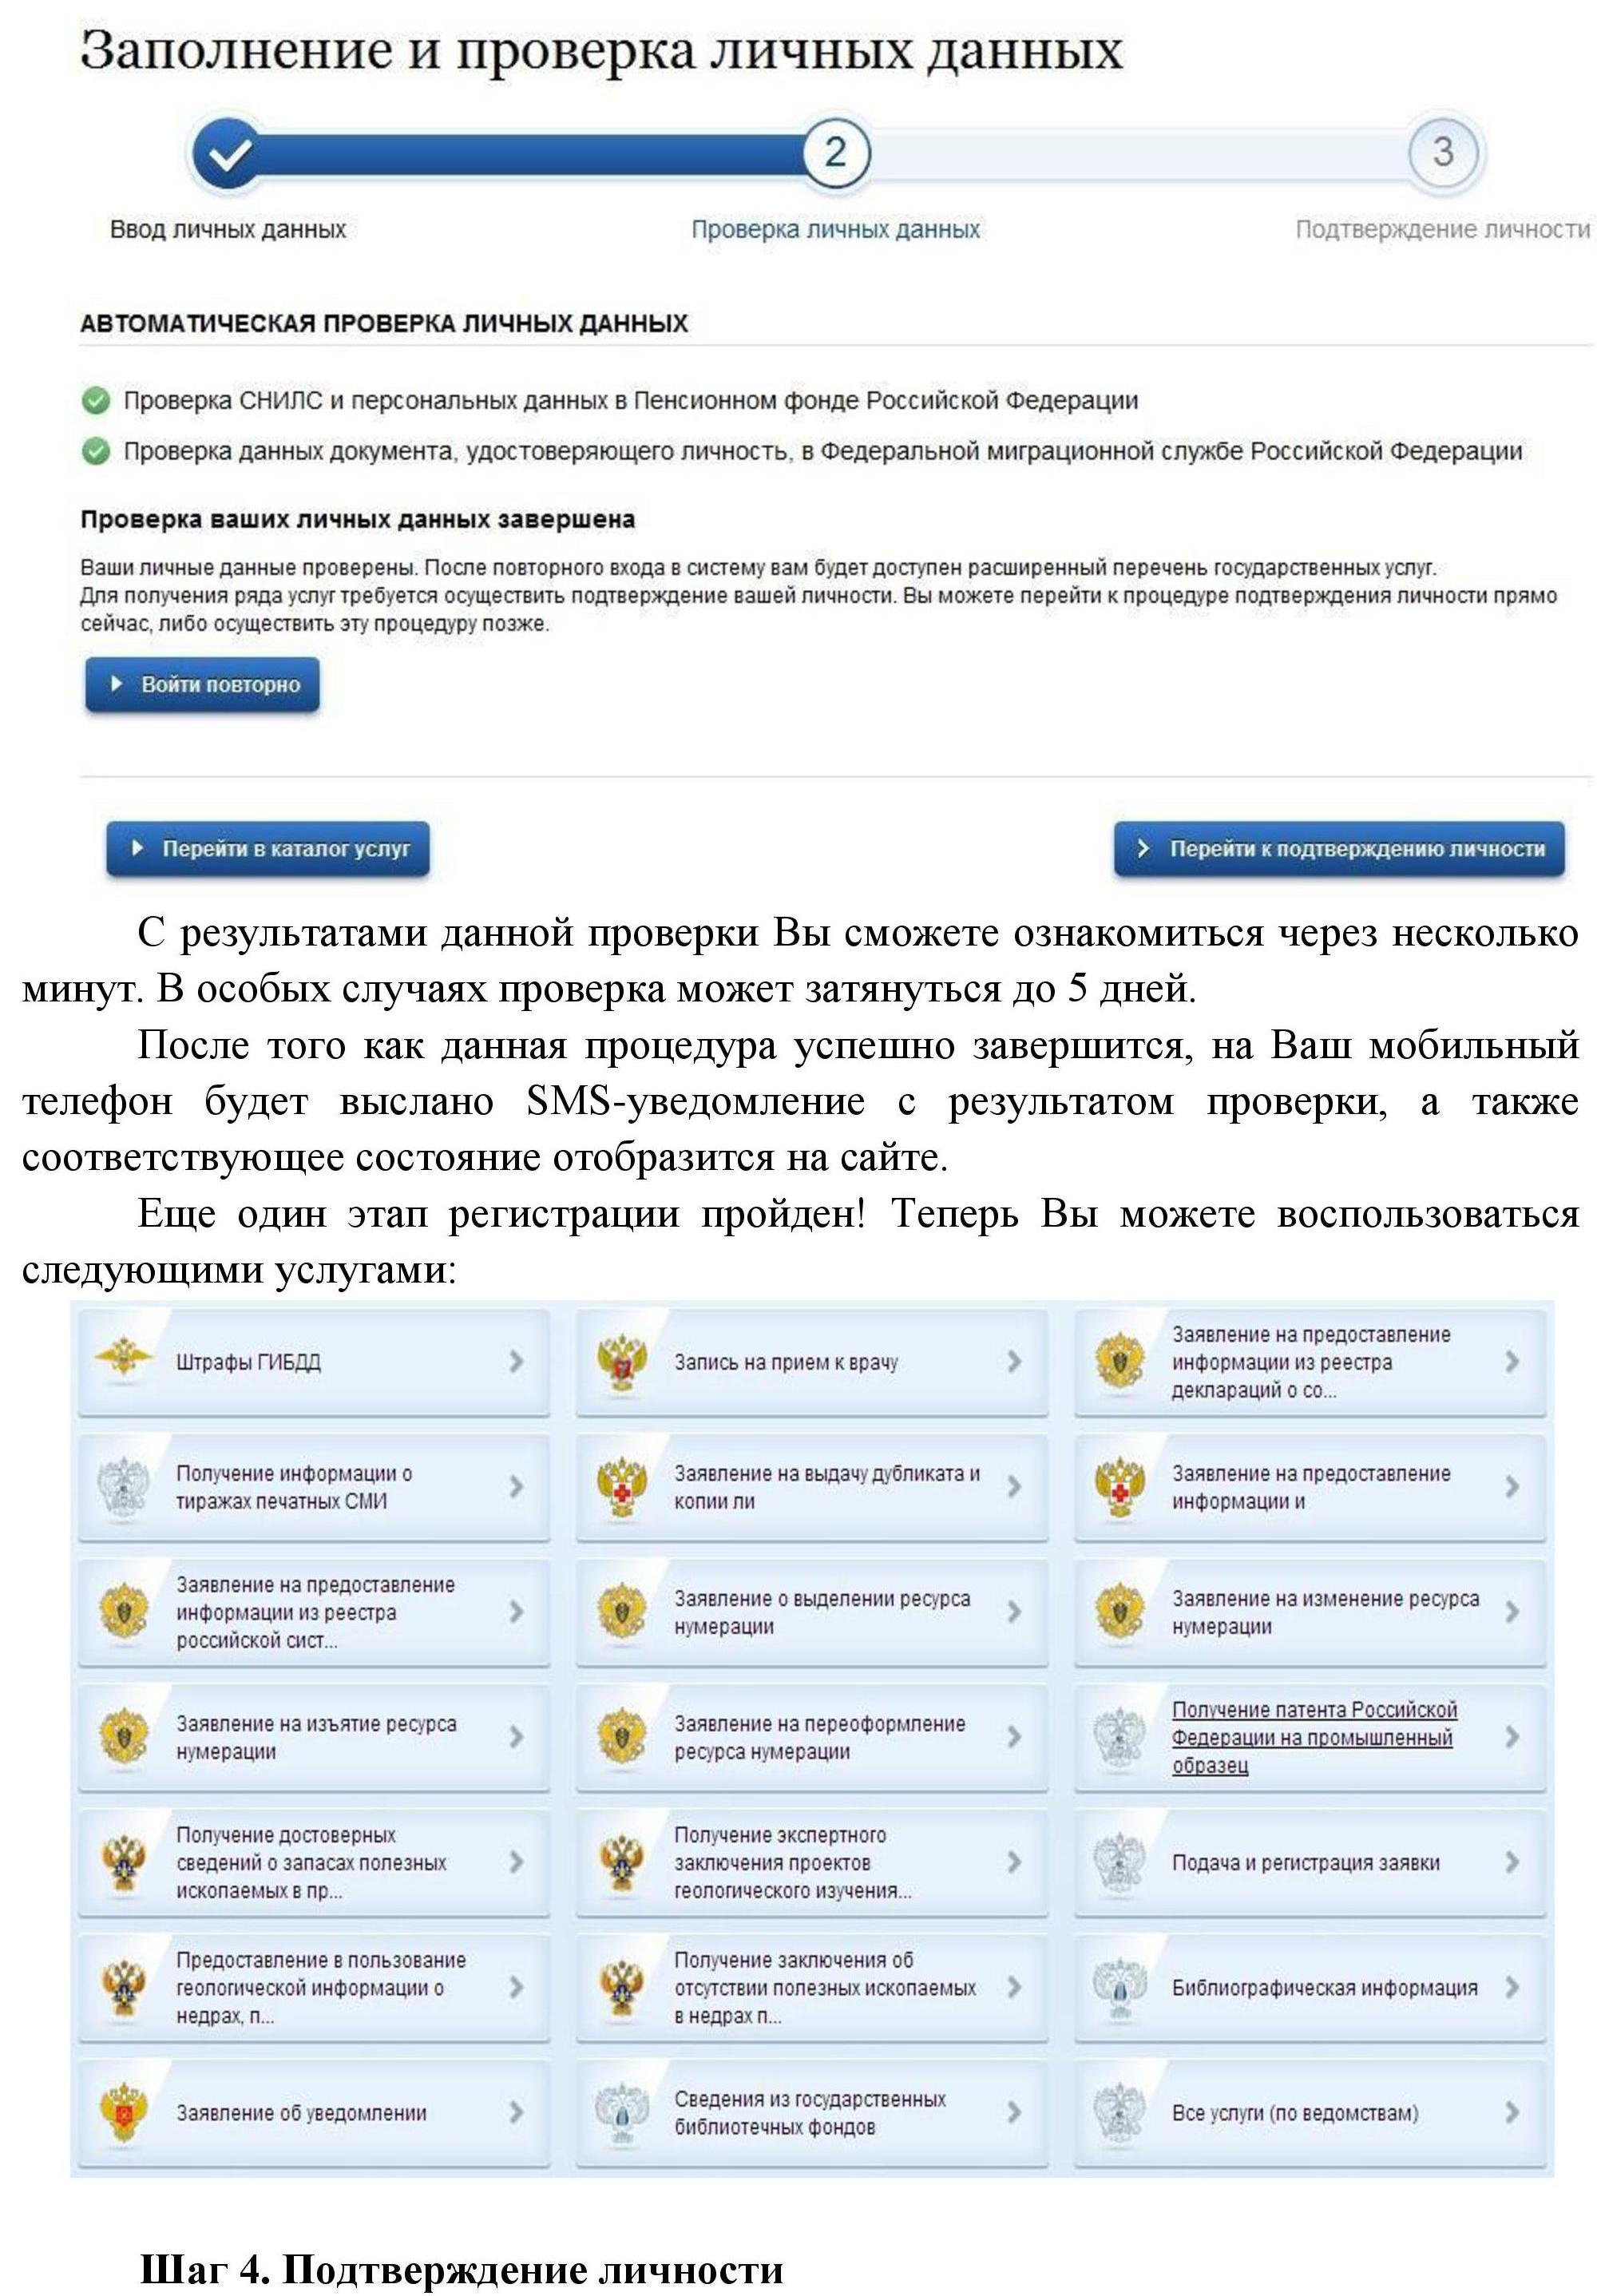 Заполнение и проверка личных данных
2
3
Ввод личных данных
Проверка личных данных
Подтверждение личности
АВТОМАТИЧЕСКАЯ ПРОВЕРКА ЛИЧНЫХ ДАННЫХ
Проверка СНИЛС и персональных данных в Пенсионном фонде Российской Федерации
Проверка данных документа, удостоверяющего личность, в Федеральной миграционной службе Российской Федерации
Проверка ваших личных данных завершена
Ваши личные данные проверены. После повторного входа в систему вам будет доступен расширенный перечень государственных услуг.
Для получения ряда услуг требуется осуществить подтверждение вашей личности. Вы можете перейти к процедуре подтверждения личности прямо
сейчас, либо осуществить эту процедуру позже.
Войти повторно
Перейти в каталог услуг
Перейти к подтверждению личности
С результатами данной проверки Вы сможете ознакомиться через несколько
минут. В особых случаях проверка может затянуться до 5 дней.
После того как данная процедура успешно завершится, на Ваш мобильный
телефон будет выслано SMS-уведомление с результатом проверки, а также
соответствующее состояние отобразится на сайте.
Еще один этап регистрации пройден! Теперь Вы можете воспользоваться
следующими услугами:
Штрафы ГИБДД
Запись на прием к врачу
Заявление на предоставление
информации из реестра
деклараций о со...
Получение информации о
тиражах печатных СМИ
Заявление на выдачу дубликата и
копии ли
Заявление на предоставление
информации и
Заявление на предоставление
информации из реестра
российской сист...
Заявление о выделении ресурса
нумерации
Заявление на изменение ресурса
нумерации
Заявление на изъятие ресурса
нумерации
Заявление на переоформление
ресурса нумерации
Получение патента Российской
Федерации на промышленный
образец
Получение достоверных
сведений о запасах полезных
ископаемых в пр...
Получение экспертного
заключения проектов
геологического изучения...
Подача и регистрация заявки
Предоставление в пользование
геологической информации о
недрах, п...
Получение заключения об
отсутствии полезных ископаемых
в недрах п...
Библиографическая информация
Заявление об уведомлении
Сведения из государственных
библиотечных фондов
Все услуги (по ведомствам)
Шаг 4. Подтверждение личности